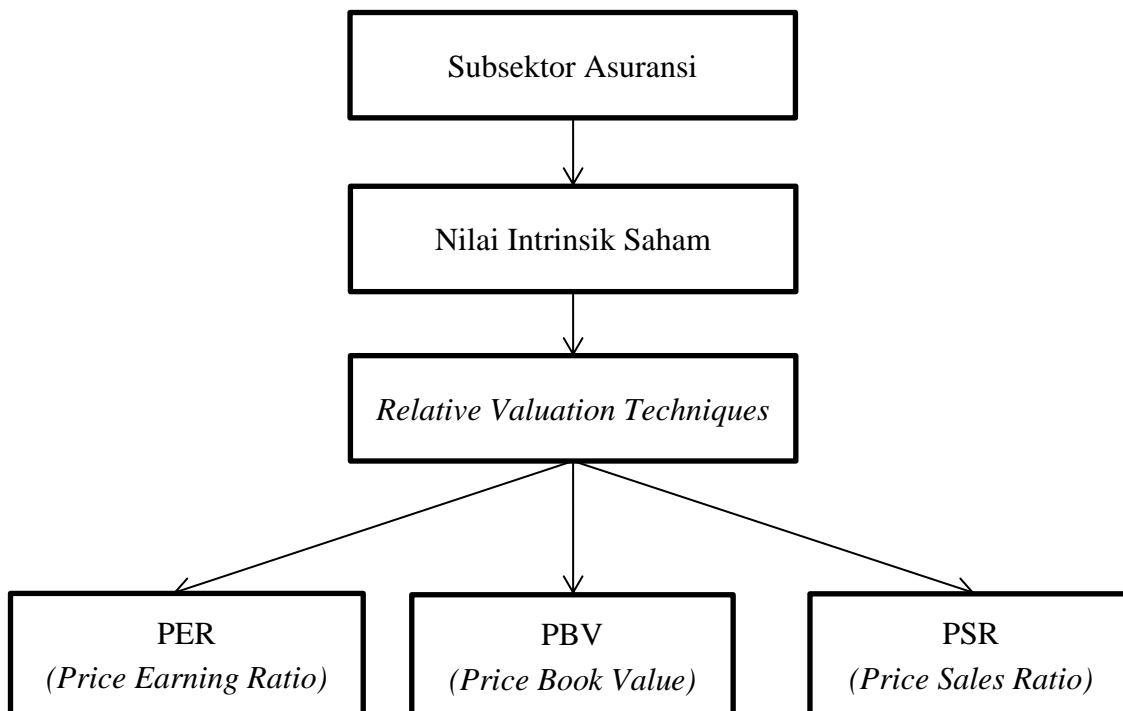 Subsektor Asuransi
Nilai Intrinsik Saham
Relative Valuation Techniques
PER
(Price Earning Ratio)
PBV
(Price Book Value)
PSR
(Price Sales Ratio)